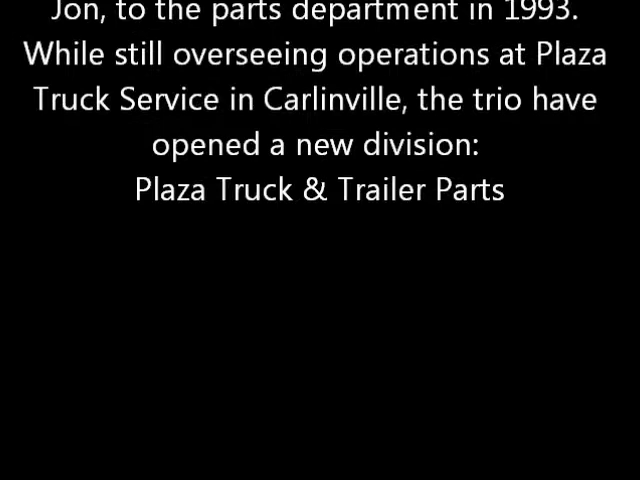 Jon, to the parts department in 1993.
While still overseeing operations at Plaza
Truck Service in Carlinville, the trio have
opened a new division:
Plaza Truck & Trailer Parts